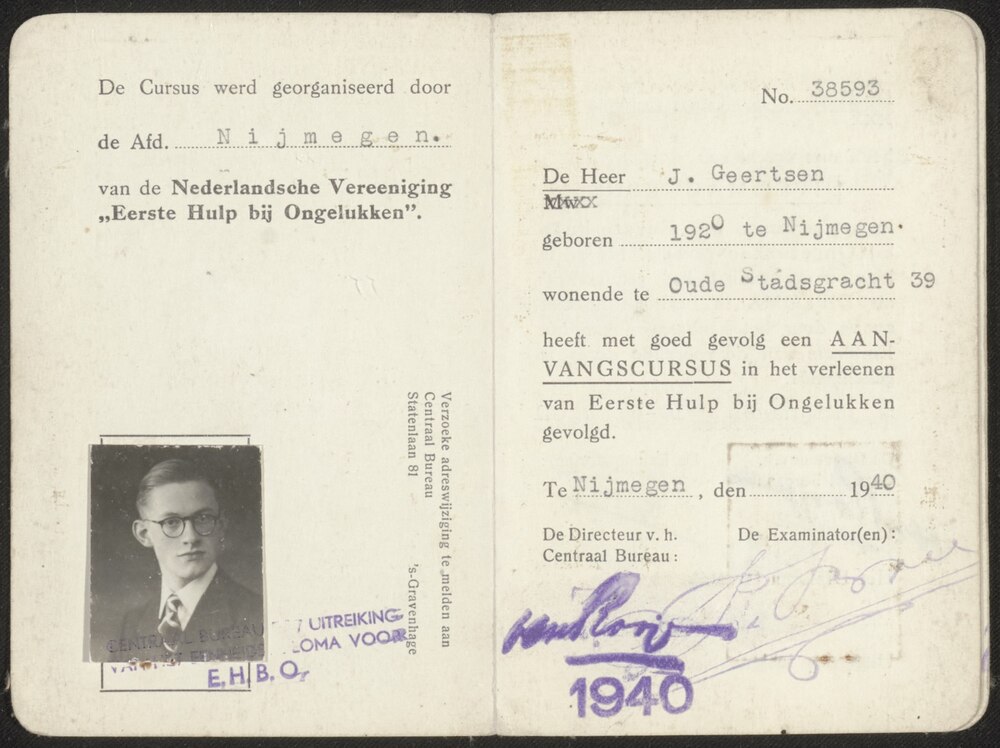 De Cursus werd georganiseerd door
de Afd. Nijmegen.
van de Nederlandsche Vereeniging
„Eerste Hulp bij Ongelukken”.
Verzoeke adreswijziging te melden aan
Centraal Bureau
Statenlaan 81 's-Gravenhage
CENTRAAL BUREAU UITREIKING
DIPLOMA VOOR
E.H.B.O.
No. 38593
De Heer J. Geertsen
geboren 1920 te Nijmegen.
wonende te Oude Stadsgracht 39
heeft met goed gevolg een AAN-
VANGSCURSUS in het verleenen
van Eerste Hulp bij Ongelukken
gevolgd.
Te Nijmegen, den 1940
De Directeur v. h. De Examinator(en):
Centraal Bureau:
1940